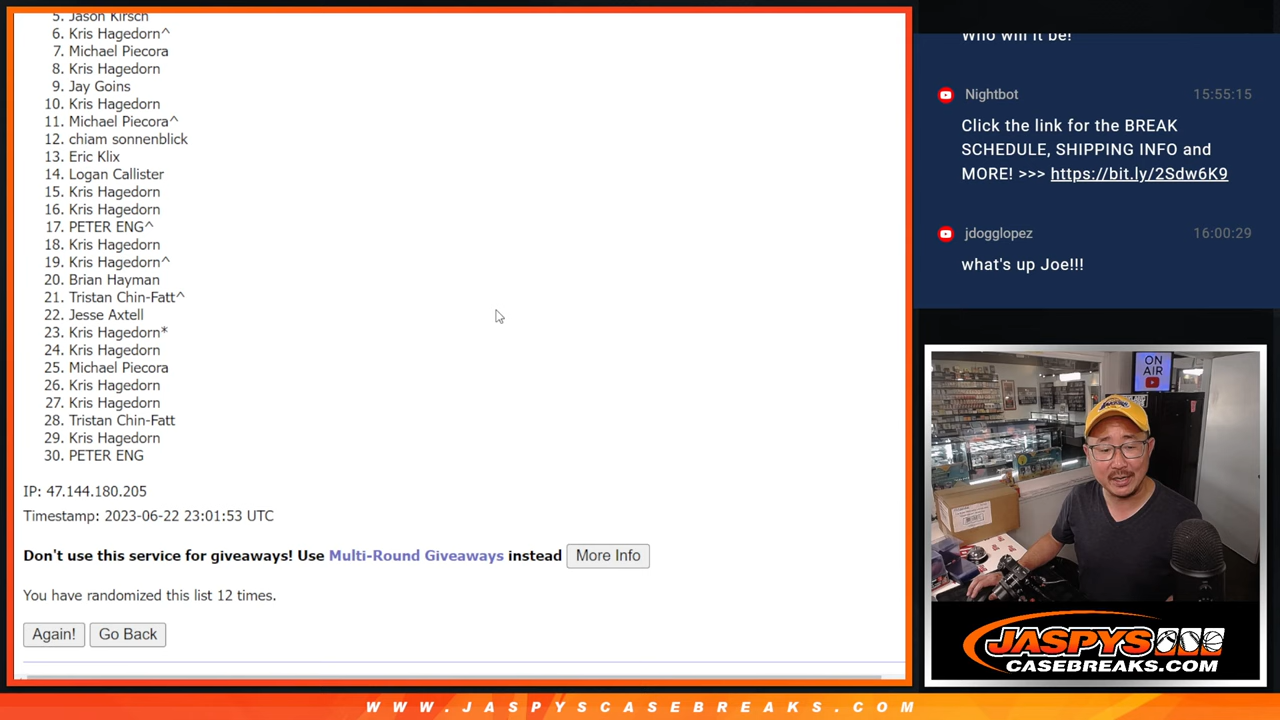 5. Jason Kirsch
6. Kris Hagedorn^
7. Michael Piecora
8. Kris Hagedorn
9. Jay Goins
10. Kris Hagedorn
11. Michael Piecora^
12. chiam sonnenblick
13. Eric Klix
14. Logan Callister
15. Kris Hagedorn
16. Kris Hagedorn
17. PETER ENG^
18. Kris Hagedorn
19. Kris Hagedorn^
20. Brian Hayman
21. Tristan Chin-Fatt^
22. Jesse Axtell
23. Kris Hagedorn*
24. Kris Hagedorn
25. Michael Piecora
26. Kris Hagedorn
27. Kris Hagedorn
28. Tristan Chin-Fatt
29. Kris Hagedorn
30. PETER ENG
IP: 47.144.180.205
Timestamp: 2023-06-22 23:01:53 UTC
Don't use this service for giveaways! Use Multi-Round Giveaways instead More Info
You have randomized this list 12 times.
Again! Go Back
Who will it be!
Nightbot 15:55:15
Click the link for the BREAK
SCHEDULE, SHIPPING INFO and
MORE! >>> https://bit.ly/2Sdw6K9
jdogglopez 16:00:29
what's up Joe!!!
ON
AIR
JASPYS
CASEBREAKS.COM
WWW.JASPYSCASEBREAKS.COM